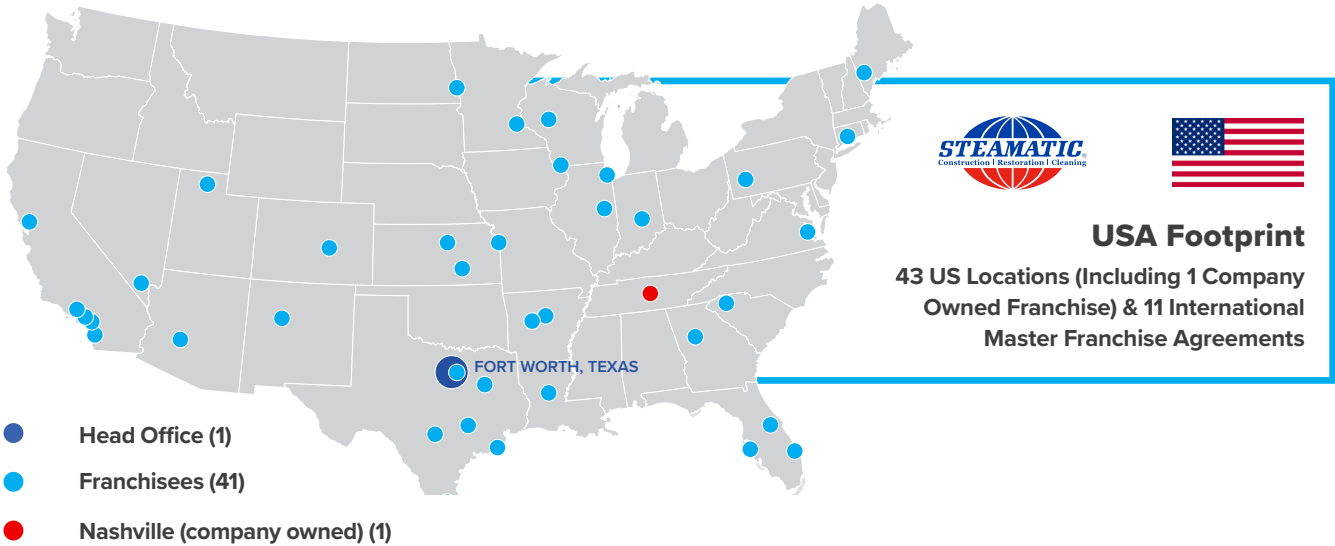 STEAMATIC®
Construction | Restoration | Cleaning
USA Footprint
43 US Locations (Including 1 Company
Owned Franchise) & 11 International
Master Franchise Agreements
FORT WORTH, TEXAS
Head Office (1)
Franchisees (41)
Nashville (company owned) (1)